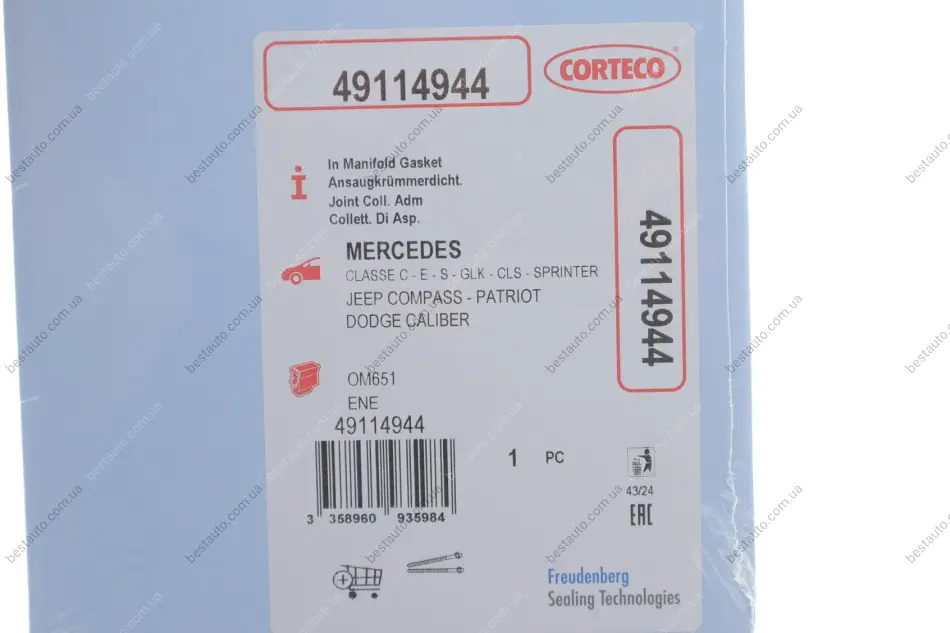 49114944
CORTECO®
In Manifold Gasket
Ansaugkrümmerdicht.
Joint Coll. Adm
Collett. Di Asp.
49114944
MERCEDES
CLASSE C - E - S - GLK - CLS - SPRINTER
JEEP COMPASS - PATRIOT
DODGE CALIBER
OM651
ENE
49114944
1 PC
3 358960 935984
43/24
EAC
Freudenberg
Sealing Technologies
bestauto.com.ua